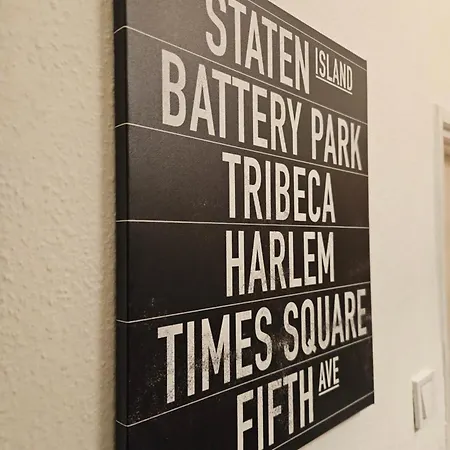 STATEN ISLAND
BATTERY PARK
TRIBECA
HARLEM
TIMES SQUARE
FIFTH AVE